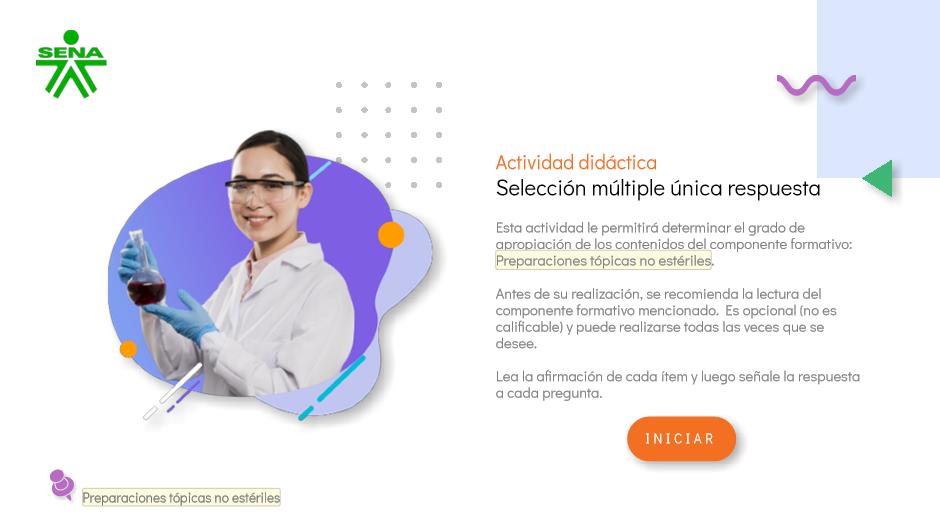 SENA
Actividad didáctica
Selección múltiple única respuesta
Esta actividad le permitirá determinar el grado de
apropiación de los contenidos del componente formativo:
Preparaciones tópicas no estériles.
Antes de su realización, se recomienda la lectura del
componente formativo mencionado. Es opcional (no es
calificable) y puede realizarse todas las veces que se
desee.
Lea la afirmación de cada ítem y luego señale la respuesta
a cada pregunta.
INICIAR
Preparaciones tópicas no estériles